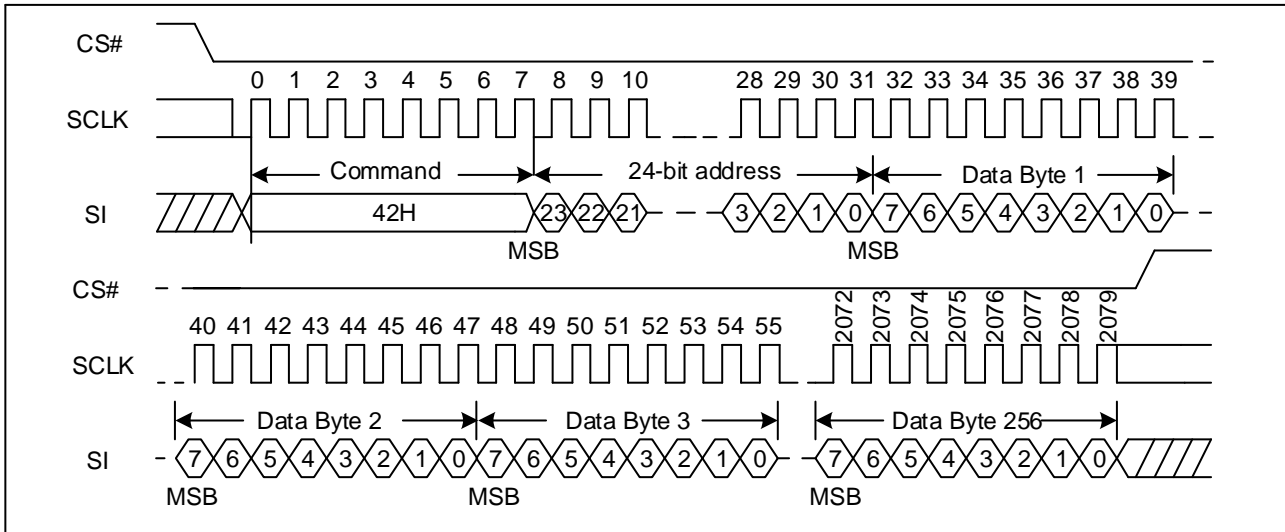 CS#
0 1 2 3 4 5 6 7 8 9 10 28 29 30 31 32 33 34 35 36 37 38 39
SCLK
Command 24-bit address Data Byte 1
SI 42H 23 22 21 3 2 1 0 7 6 5 4 3 2 1 0
MSB MSB
CS#
40 41 42 43 44 45 46 47 48 49 50 51 52 53 54 55 2072 2073 2074 2075 2076 2077 2078 2079
SCLK
Data Byte 2 Data Byte 3 Data Byte 256
SI 7 6 5 4 3 2 1 0 7 6 5 4 3 2 1 0 7 6 5 4 3 2 1 0
MSB MSB MSB